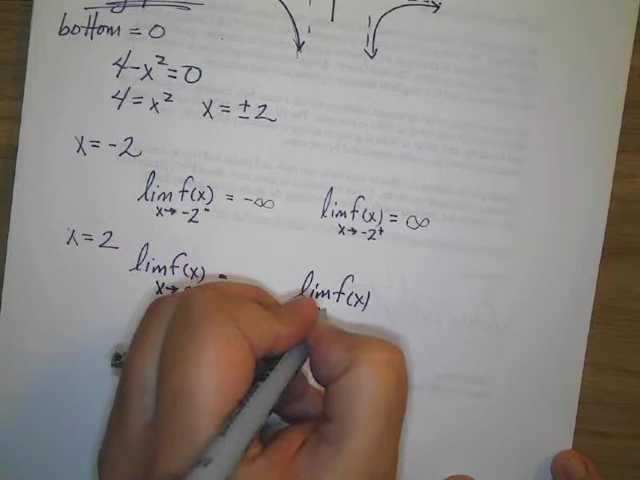 bottom = 0
4-x² = 0
4 = x² x = ± 2
x = -2
lim f(x) = -∞ lim f(x) = ∞
x→ -2⁻ x→ -2⁺
x = 2
lim f(x) = lim f(x)
x→